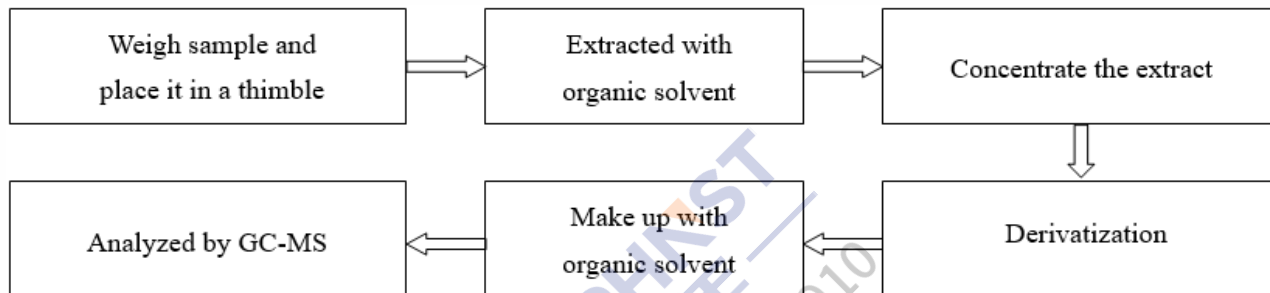 Weigh sample and
place it in a thimble
Extracted with
organic solvent
Concentrate the extract
Derivatization
Make up with
organic solvent
Analyzed by GC-MS